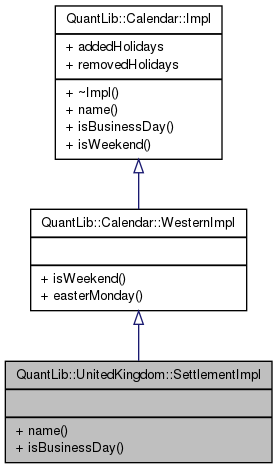 QuantLib::Calendar::Impl
+ addedHolidays
+ removedHolidays
+ ~Impl()
+ name()
+ isBusinessDay()
+ isWeekend()
QuantLib::Calendar::WesternImpl
+ isWeekend()
+ easterMonday()
QuantLib::UnitedKingdom::SettlementImpl
+ name()
+ isBusinessDay()